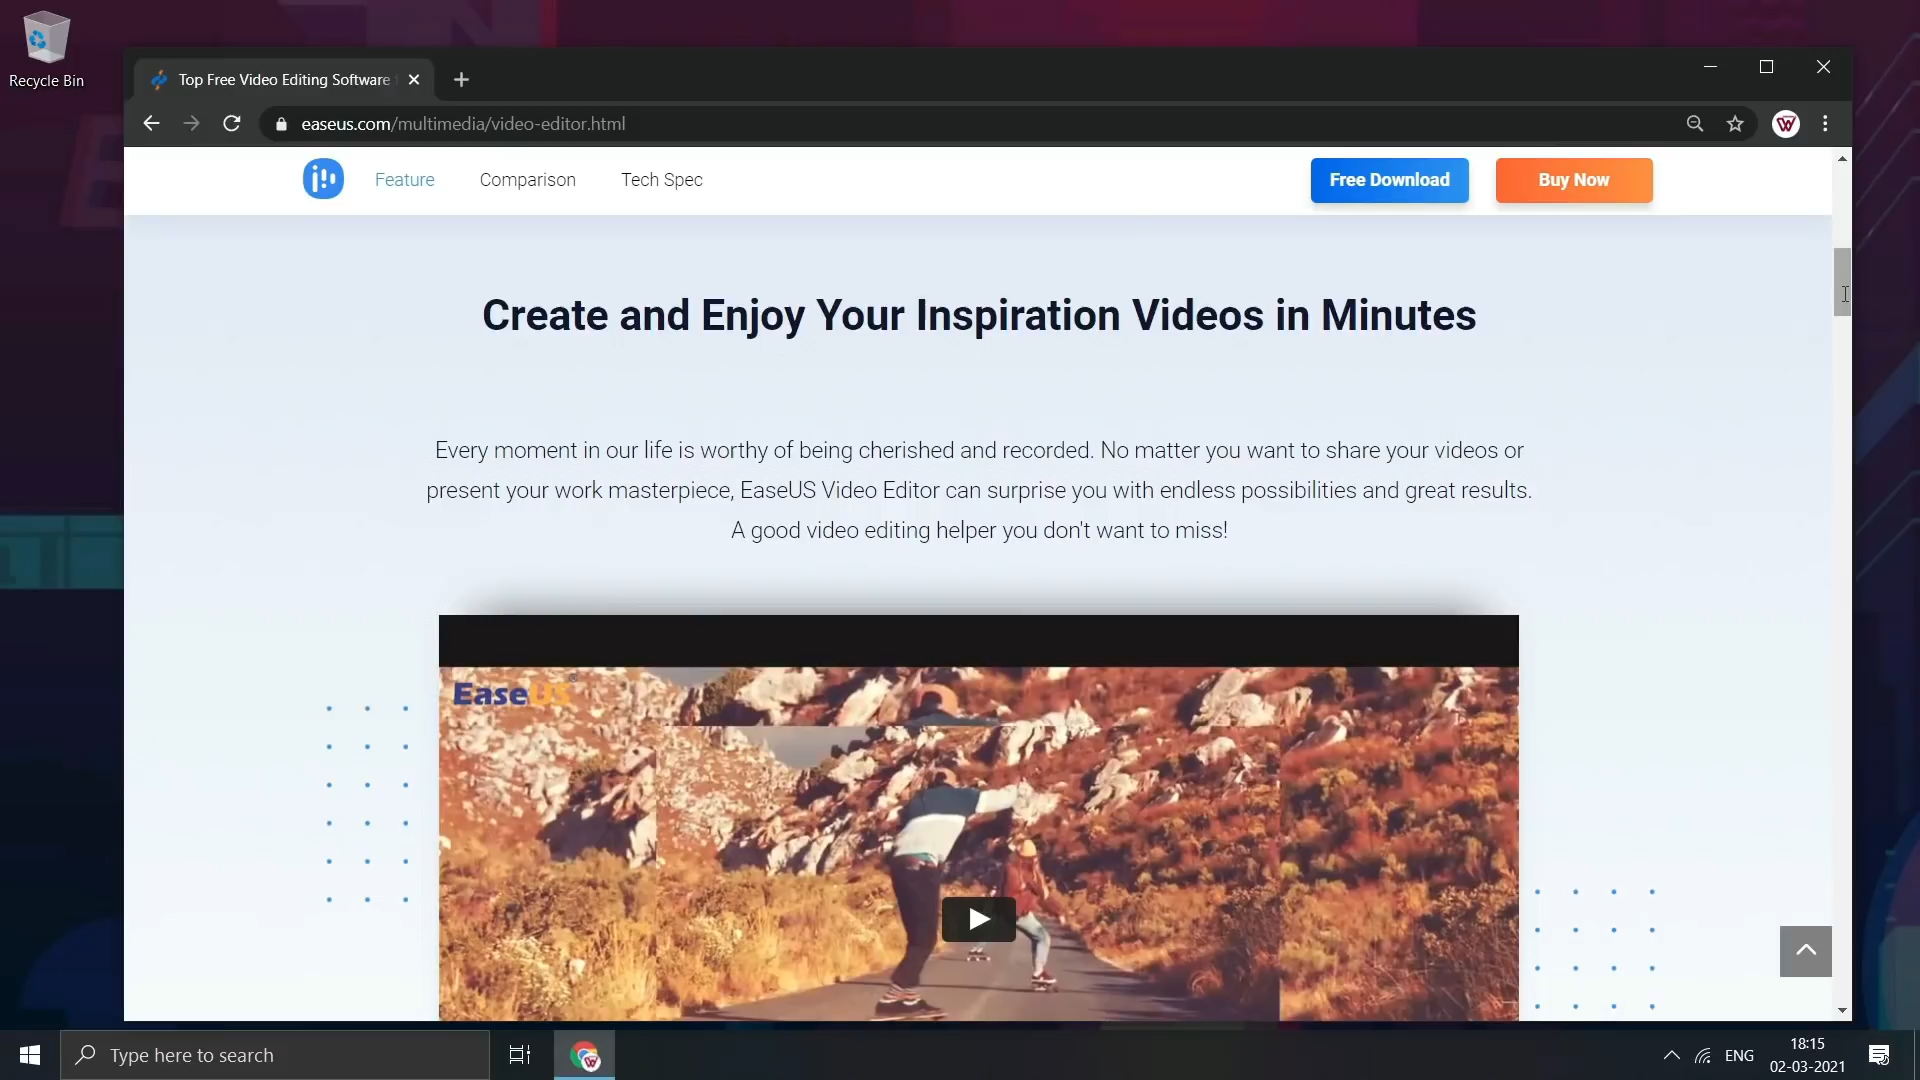 Recycle Bin
Top Free Video Editing Software
easeus.com/multimedia/video-editor.html
Feature
Comparison
Tech Spec
Free Download
Buy Now
Create and Enjoy Your Inspiration Videos in Minutes
Every moment in our life is worthy of being cherished and recorded. No matter you want to share your videos or
present your work masterpiece, EaseUS Video Editor can surprise you with endless possibilities and great results.
A good video editing helper you don't want to miss!
EaseUS®
Type here to search
ENG
18:15
02-03-2021